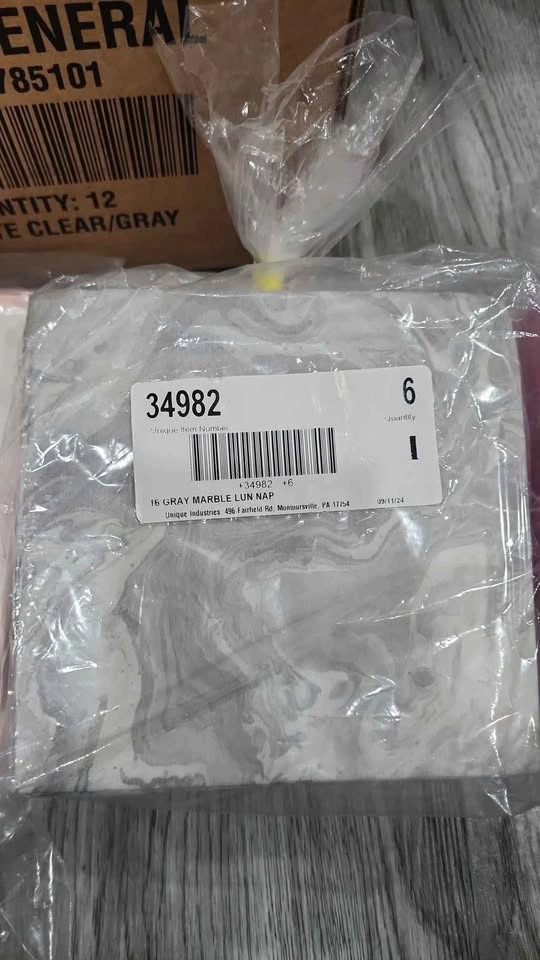 ENERAL
785101
NTITY: 12
TE CLEAR/GRAY
34982
6
Unique Item Number
Quantity
I
+34982 +6
16 GRAY MARBLE LUN NAP
09/11/24
Unique Industries 496 Fairfield Rd, Montoursville, PA 17754